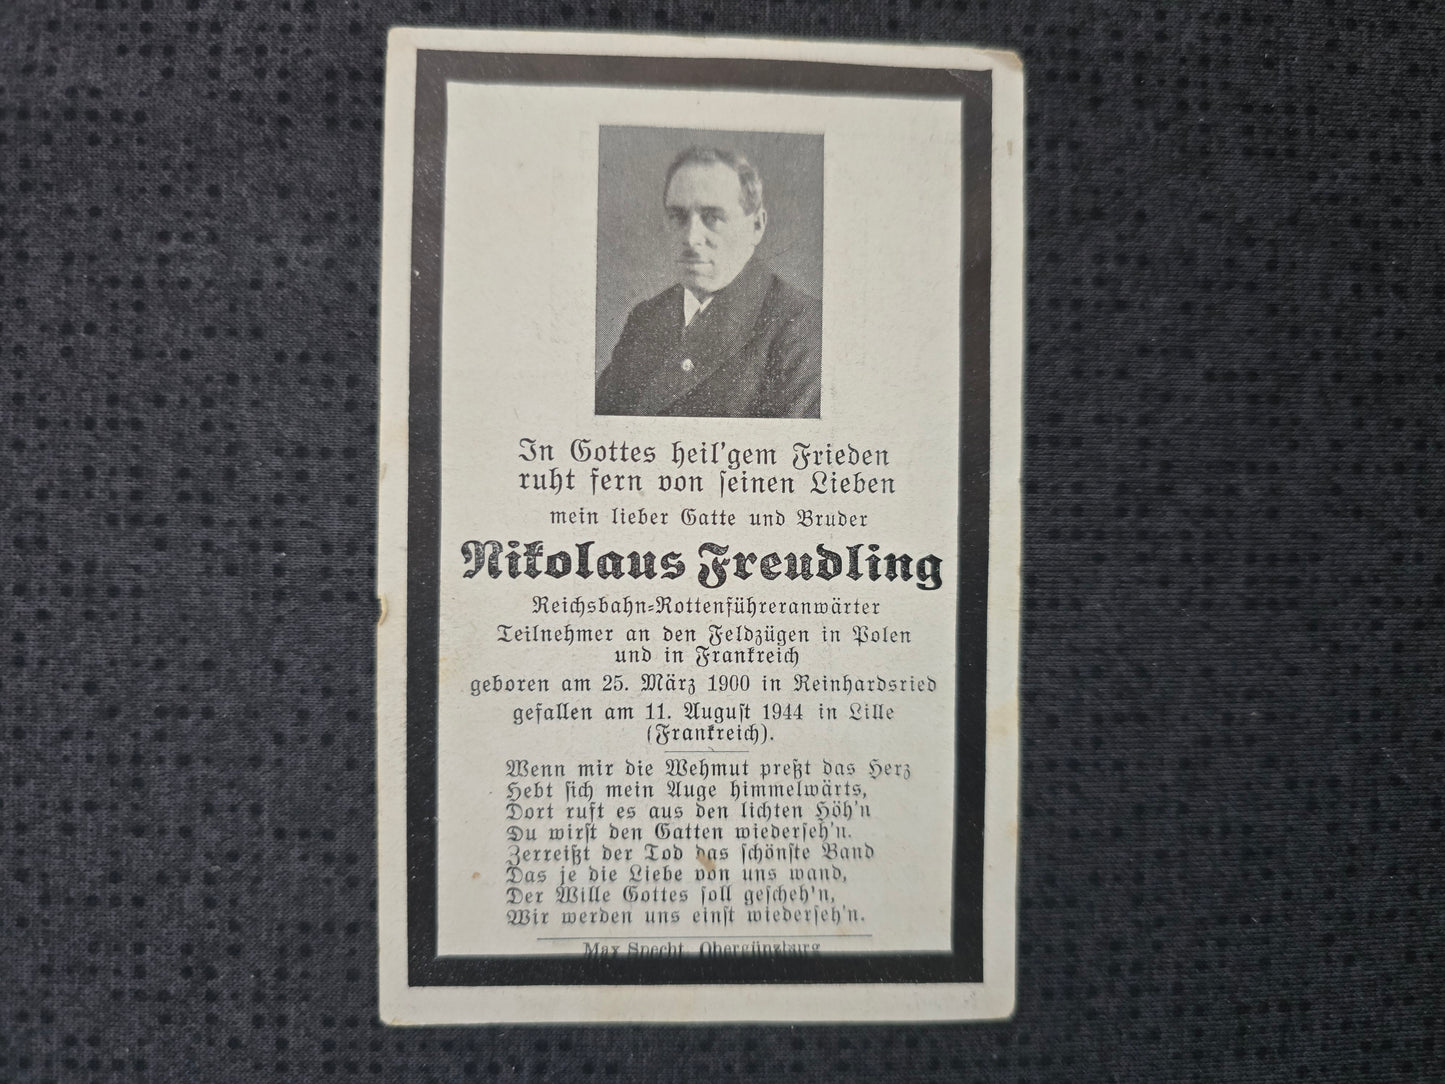 In Gottes heil'gem Frieden
ruht fern von seinen Lieben
mein lieber Gatte und Bruder
Nikolaus Freudling
Reichsbahn=Rottenführeranwärter
Teilnehmer an den Feldzügen in Polen
und in Frankreich
geboren am 25. März 1900 in Reinhardsried
gefallen am 11. August 1944 in Lille
(Frankreich).
Wenn mir die Wehmut preßt das Herz
Hebt sich mein Auge himmelwärts,
Dort ruft es aus den lichten Höh'n
Du wirst den Gatten wiederseh'n.
Zerreißt der Tod das schönste Band
Das je die Liebe von uns wand,
Der Wille Gottes soll gescheh'n,
Wir werden uns einst wiederseh'n.
Max Specht, Obergünzburg